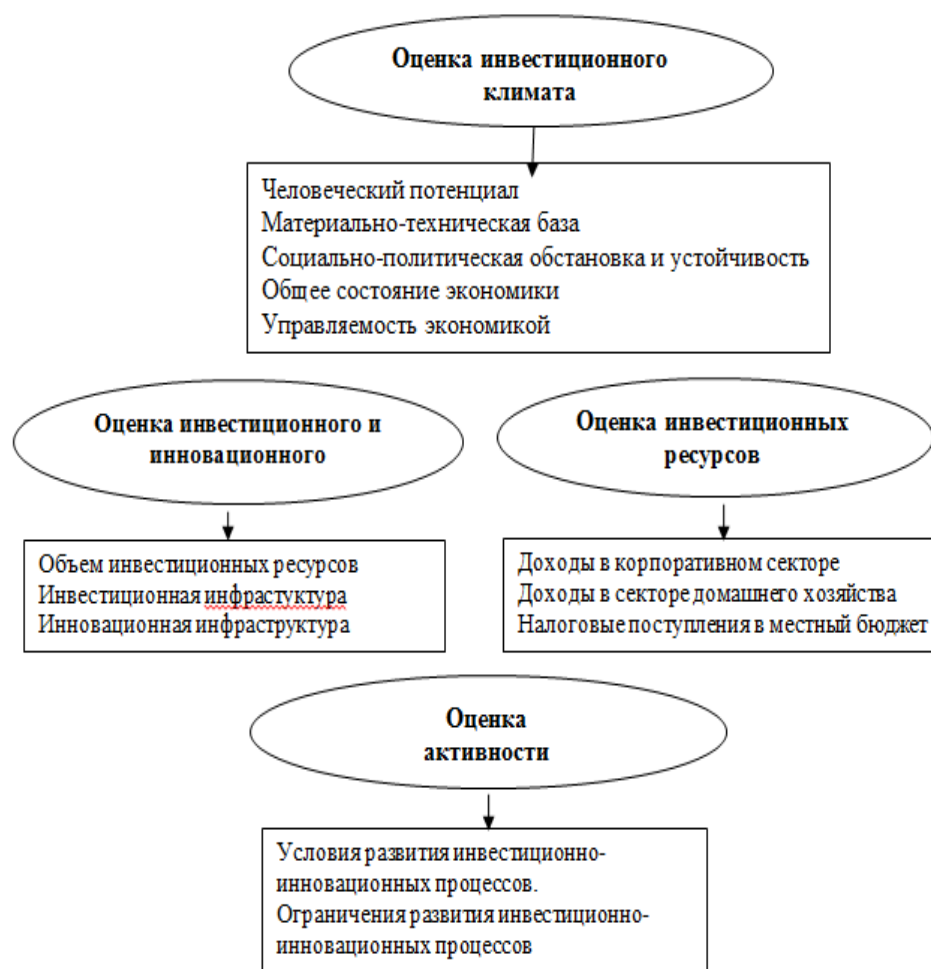 Оценка инвестиционного
климата
Человеческий потенциал
Материально-техническая база
Социально-политическая обстановка и устойчивость
Общее состояние экономики
Управляемость экономикой
Оценка инвестиционного и
инновационного
Объем инвестиционных ресурсов
Инвестиционная инфрастуктура
Инновационная инфраструктура
Оценка инвестиционных
ресурсов
Доходы в корпоративном секторе
Доходы в секторе домашнего хозяйства
Налоговые поступления в местный бюджет
Оценка
активности
Условия развития инвестиционно-
инновационных процессов.
Ограничения развития инвестиционно-
инновационных процессов